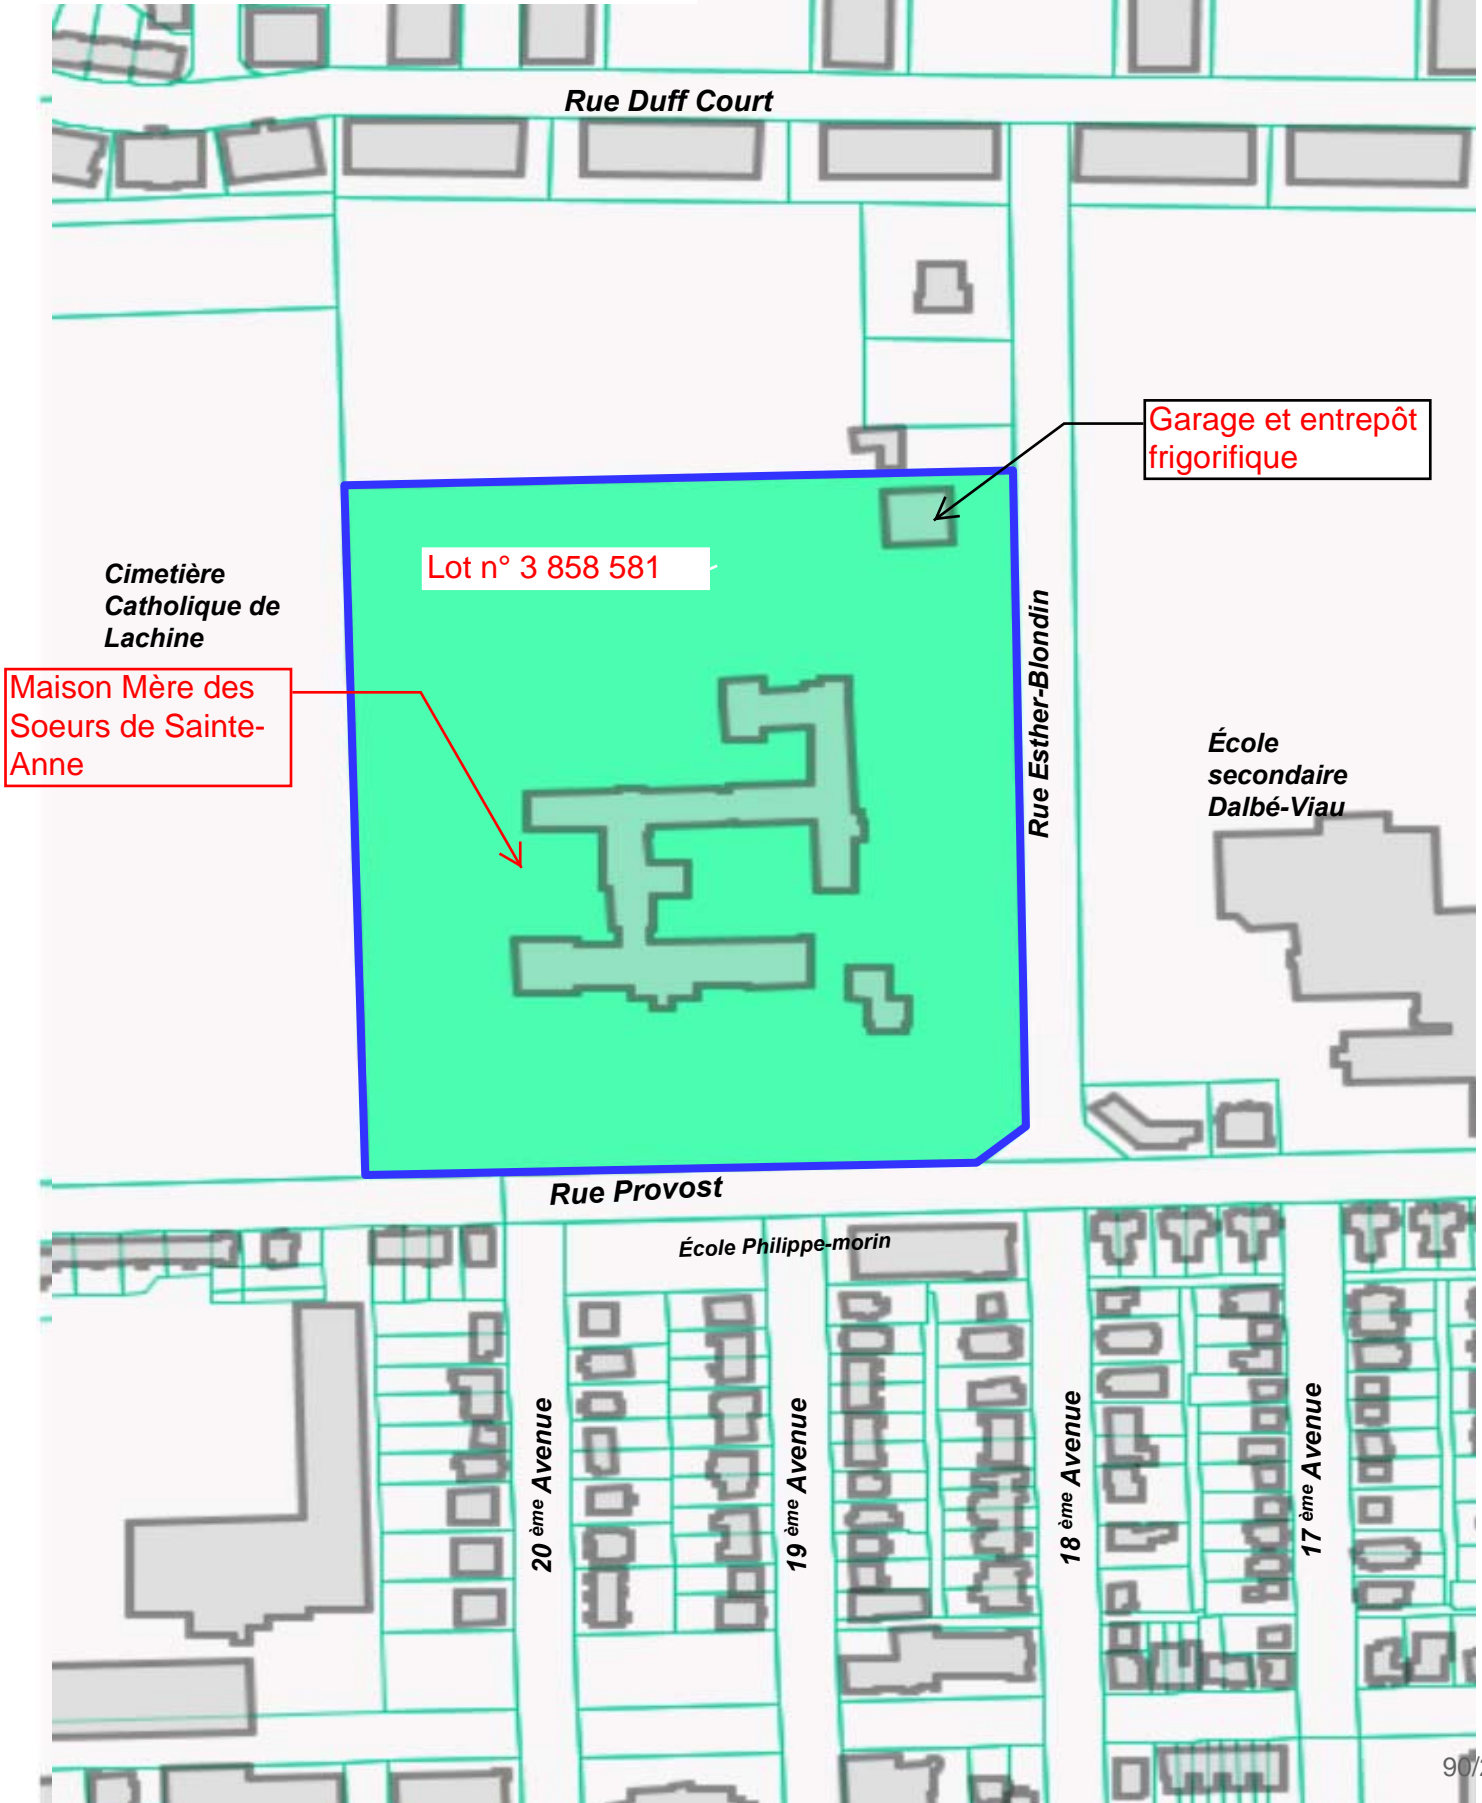 Rue Duff Court
Garage et entrepôt
frigorifique
Lot n° 3 858 581
Cimetière
Catholique de
Lachine
Rue Esther-Blondin
Maison Mère des
Soeurs de Sainte-
Anne
École
secondaire
Dalbé-Viau
Rue Provost
École Philippe-morin
20 ème Avenue
19 ème Avenue
18 ème Avenue
17 ème Avenue
90/